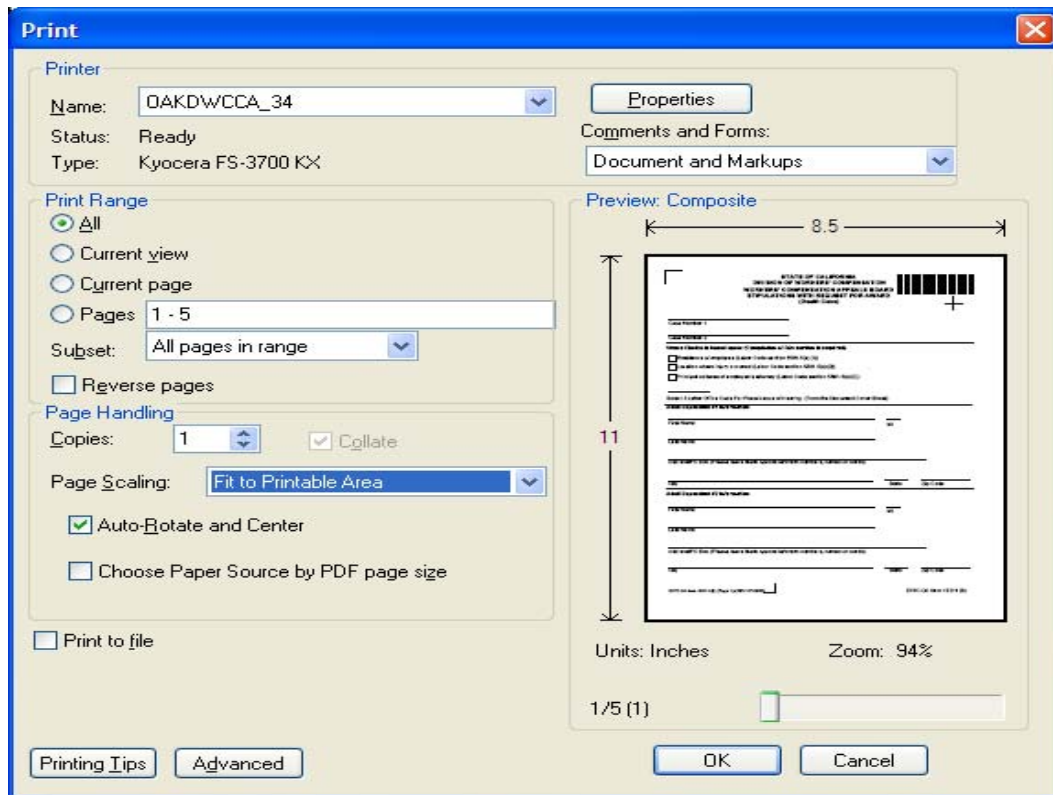 Print
Printer
Name: OAKDWCCA_34
Properties
Status: Ready
Comments and Forms:
Type: Kyocera FS-3700 KX
Document and Markups
Print Range
All
Current view
Current page
Pages 1 - 5
Subset: All pages in range
Reverse pages
Page Handling
Copies: 1 Collate
Page Scaling: Fit to Printable Area
Auto-Rotate and Center
Choose Paper Source by PDF page size
Print to file
Preview: Composite
8.5
11
STATE OF CALIFORNIA
DIVISION OF WORKERS' COMPENSATION
WORKERS' COMPENSATION APPEALS BOARD
STIPULATIONS WITH REQUEST FOR AWARD
Units: Inches Zoom: 94%
1/5 (1)
Printing Tips Advanced OK Cancel